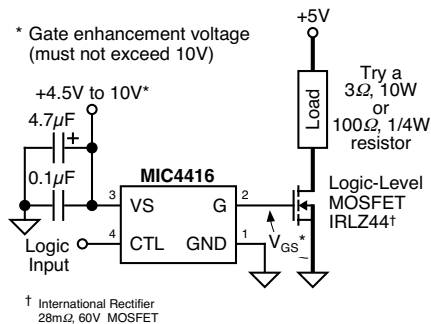 * Gate enhancement voltage
(must not exceed 10V)
+5V
+4.5V to 10V*
4.7µF
+
0.1µF
Load
Try a
3Ω, 10W
or
100Ω, 1/4W
resistor
MIC4416
3
VS
G
2
4
CTL
GND
1
Logic
Input
VGS*
Logic-Level
MOSFET
IRLZ44†
† International Rectifier
28mΩ, 60V MOSFET